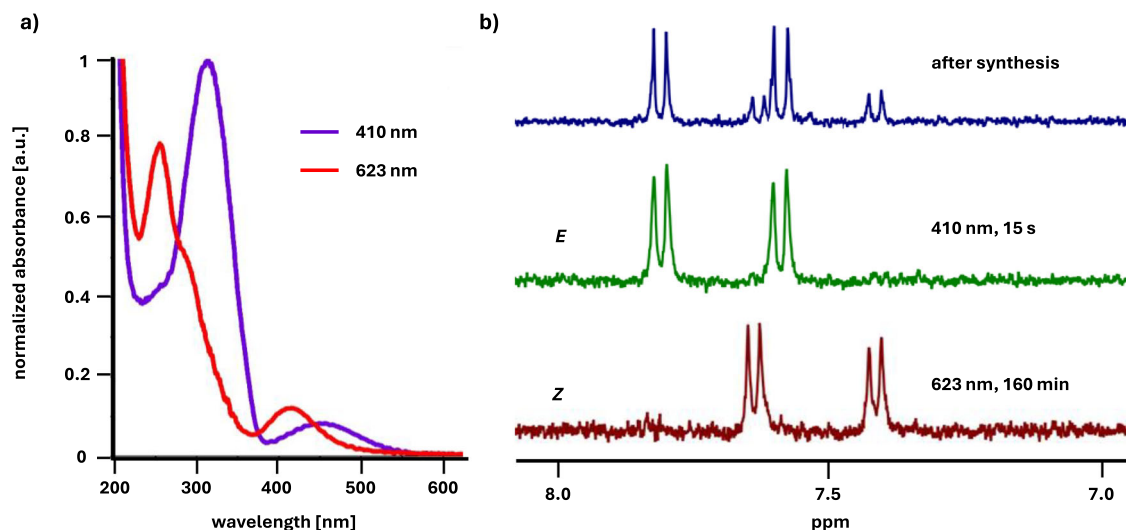 a)
normalized absorbance [a.u.]
1
0.8
0.6
0.4
0.2
0
200
300
400
500
600
wavelength [nm]
410 nm
623 nm
b)
after synthesis
E
410 nm, 15 s
Z
623 nm, 160 min
8.0
7.5
7.0
ppm